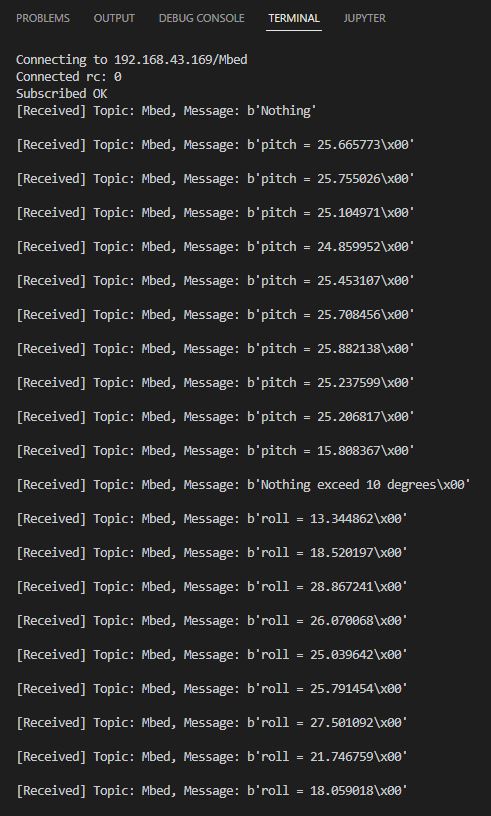 PROBLEMS OUTPUT DEBUG CONSOLE TERMINAL JUPYTER
Connecting to 192.168.43.169/Mbed
Connected rc: 0
Subscribed OK
[Received] Topic: Mbed, Message: b'Nothing'
[Received] Topic: Mbed, Message: b'pitch = 25.665773\x00'
[Received] Topic: Mbed, Message: b'pitch = 25.755026\x00'
[Received] Topic: Mbed, Message: b'pitch = 25.104971\x00'
[Received] Topic: Mbed, Message: b'pitch = 24.859952\x00'
[Received] Topic: Mbed, Message: b'pitch = 25.453107\x00'
[Received] Topic: Mbed, Message: b'pitch = 25.708456\x00'
[Received] Topic: Mbed, Message: b'pitch = 25.882138\x00'
[Received] Topic: Mbed, Message: b'pitch = 25.237599\x00'
[Received] Topic: Mbed, Message: b'pitch = 25.206817\x00'
[Received] Topic: Mbed, Message: b'pitch = 15.808367\x00'
[Received] Topic: Mbed, Message: b'Nothing exceed 10 degrees\x00'
[Received] Topic: Mbed, Message: b'roll = 13.344862\x00'
[Received] Topic: Mbed, Message: b'roll = 18.520197\x00'
[Received] Topic: Mbed, Message: b'roll = 28.867241\x00'
[Received] Topic: Mbed, Message: b'roll = 26.070068\x00'
[Received] Topic: Mbed, Message: b'roll = 25.039642\x00'
[Received] Topic: Mbed, Message: b'roll = 25.791454\x00'
[Received] Topic: Mbed, Message: b'roll = 27.501092\x00'
[Received] Topic: Mbed, Message: b'roll = 21.746759\x00'
[Received] Topic: Mbed, Message: b'roll = 18.059018\x00'